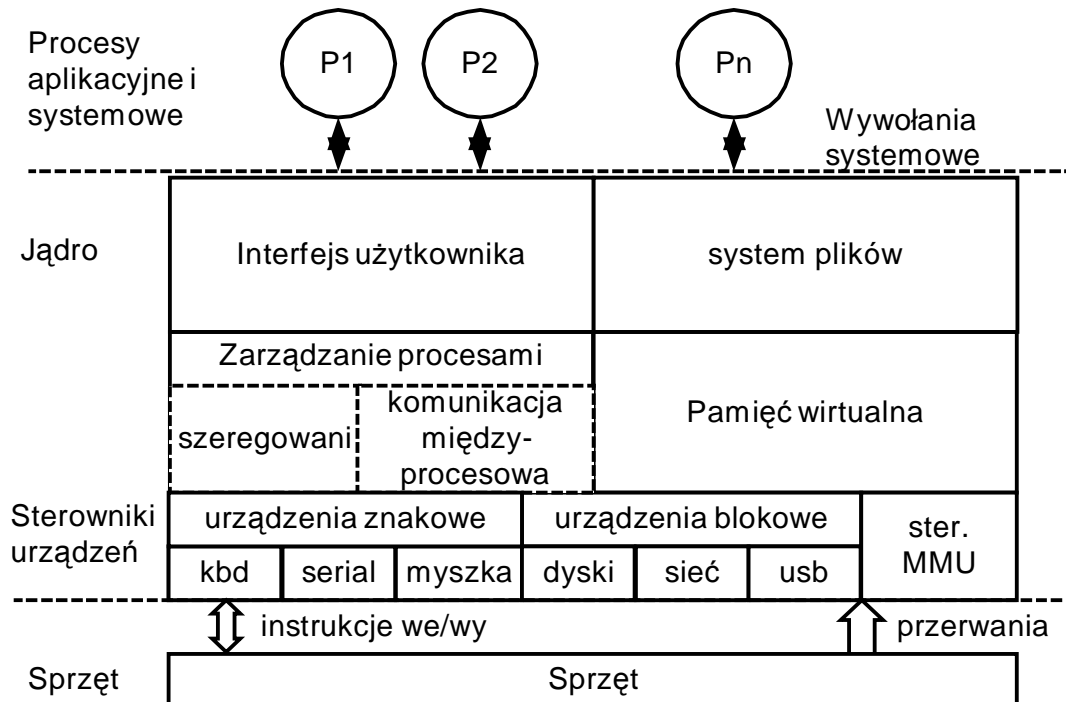 Procesy
aplikacyjne i
systemowe
P1
P2
Pn
Wywołania
systemowe
Jądro
Interfejs użytkownika
system plików
Zarządzanie procesami
szeregowani
komunikacja
między-
procesowa
Pamięć wirtualna
Sterowniki
urządzeń
urządzenia znakowe
urządzenia blokowe
ster.
MMU
kbd
serial
myszka
dyski
sieć
usb
instrukcje we/wy
przerwania
Sprzęt
Sprzęt